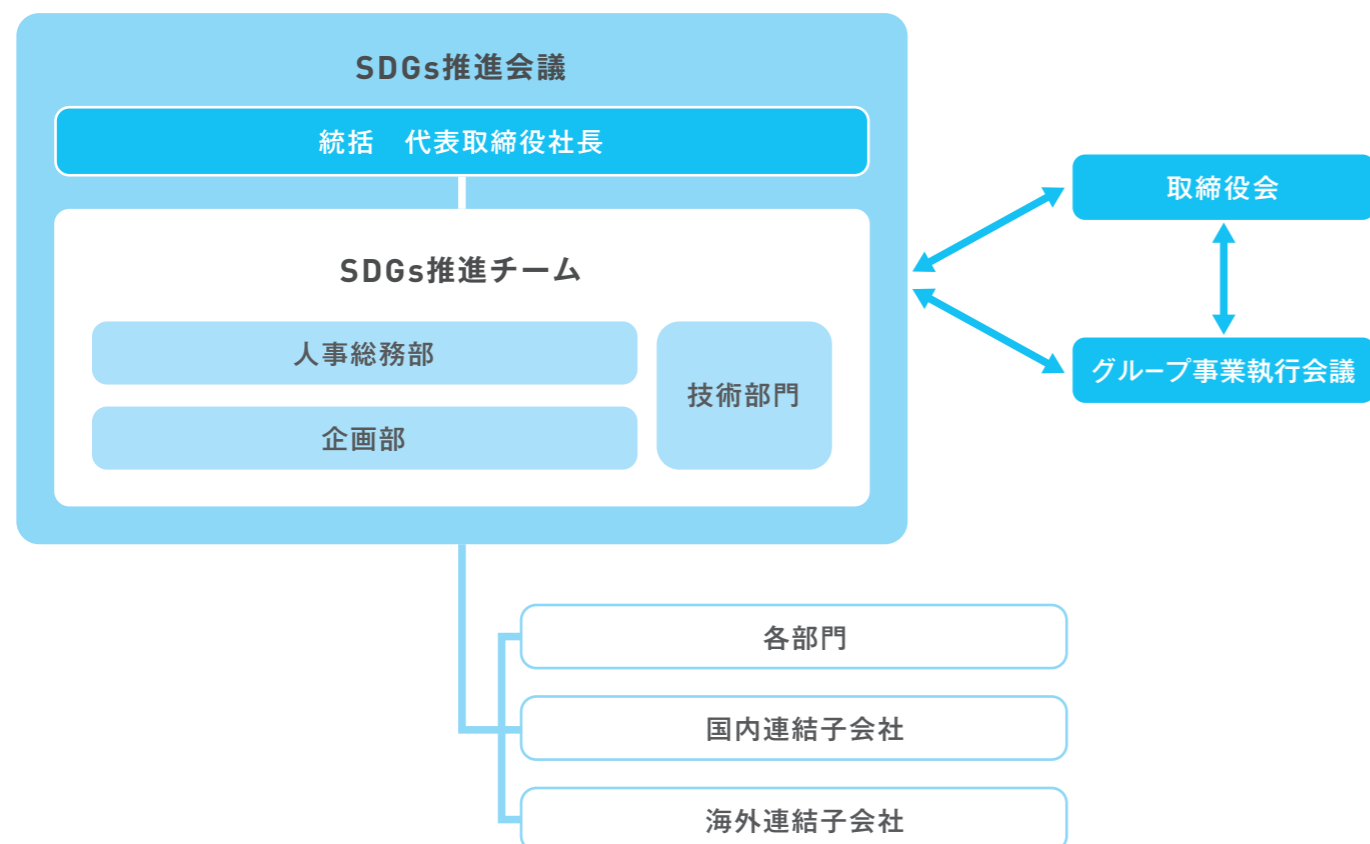 SDGs推進会議
統括　代表取締役社長
SDGs推進チーム
人事総務部
企画部
技術部門
取締役会
グループ事業執行会議
各部門
国内連結子会社
海外連結子会社